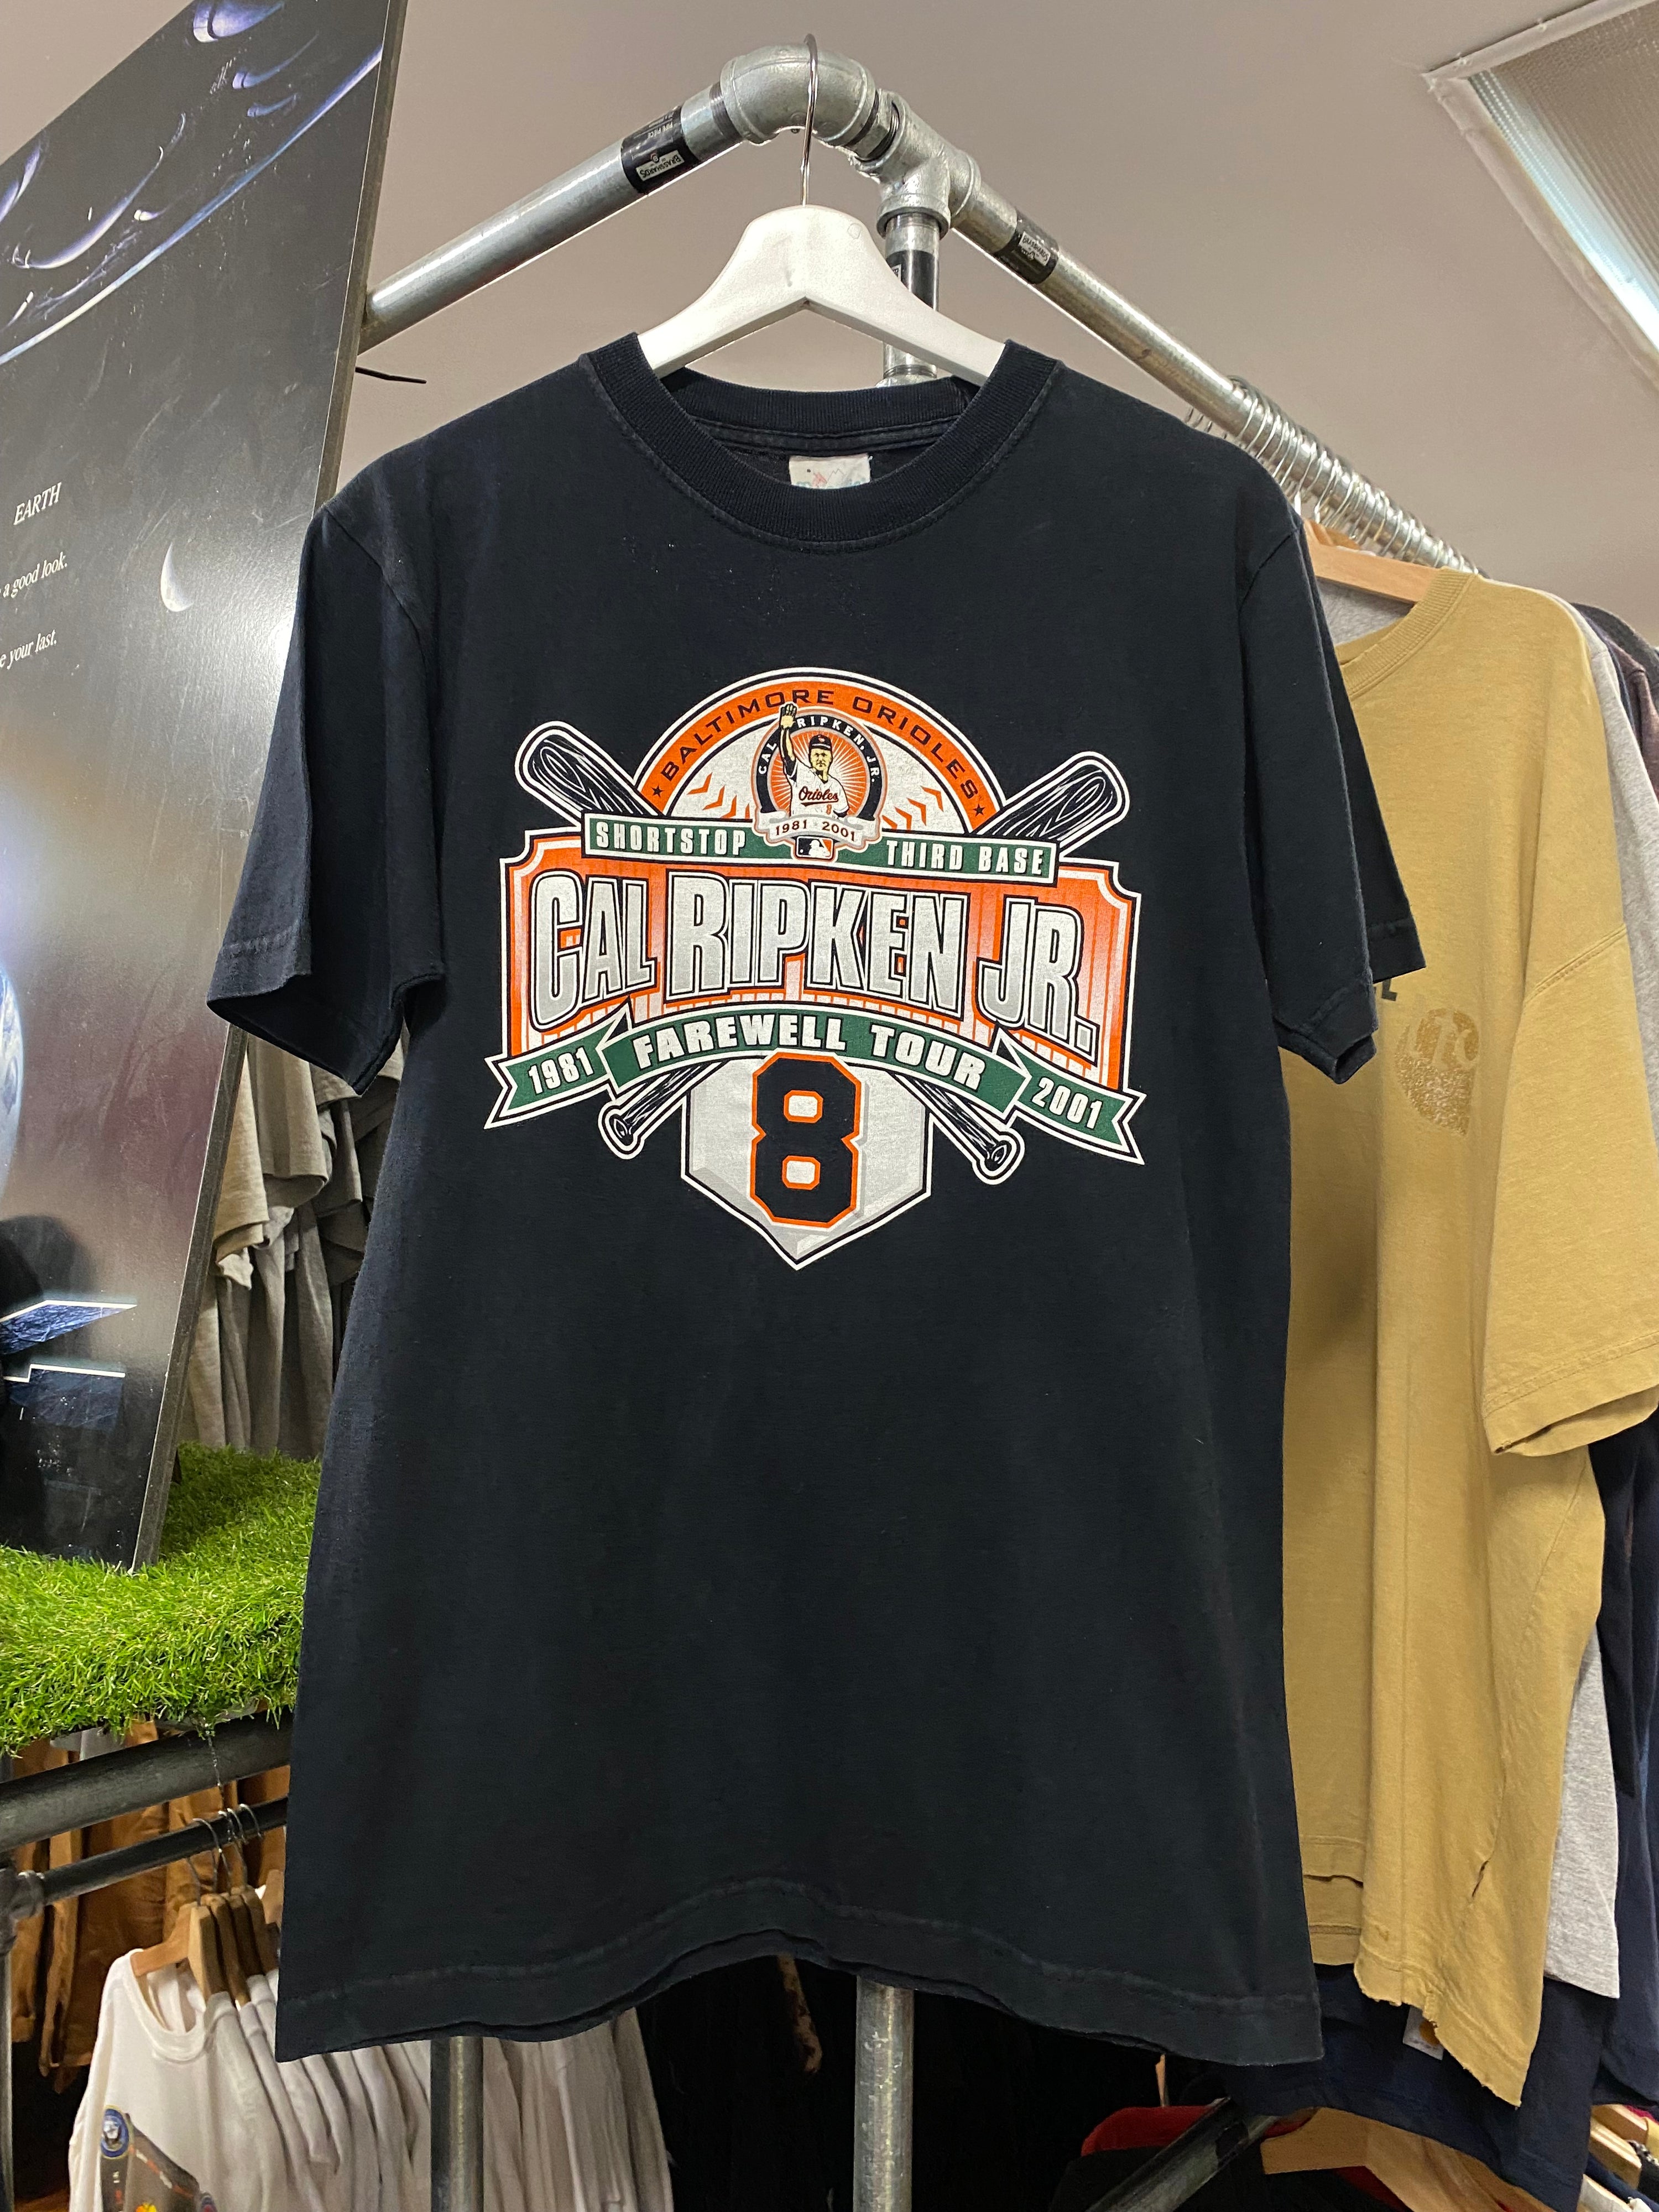 EARTH
a good look.
your last.
BALTIMORE ORIOLES
CAL RIPKEN, JR.
Orioles
8
1981 2001
SHORTSTOP THIRD BASE
CAL RIPKEN JR.
1981 FAREWELL TOUR 2001
8